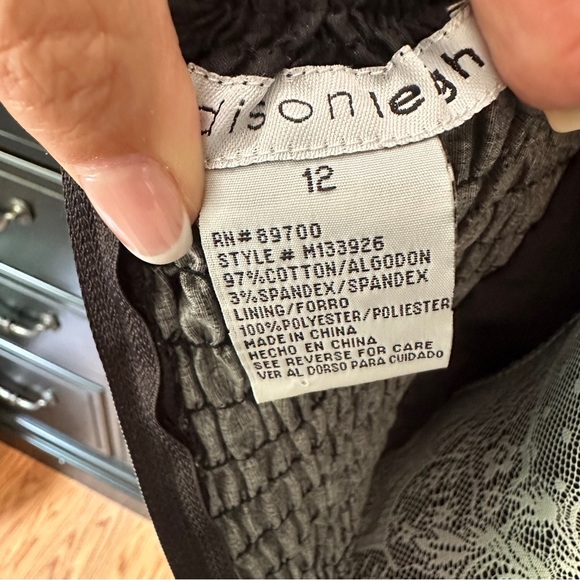 disonleigh
12
RN# 89700
STYLE # M133926
97%COTTON/ALGODON
3%SPANDEX/SPANDEX
LINING/FORRO
100%POLYESTER/POLIESTER
MADE IN CHINA
HECHO EN CHINA
SEE REVERSE FOR CARE
VER AL DORSO PARA CUIDADO